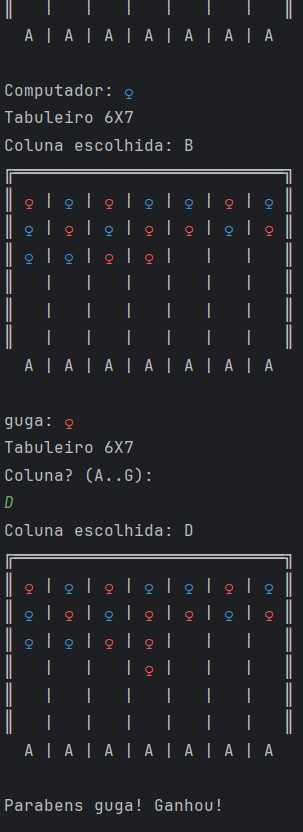 ║   |   |   |   |   |   |   ║
  A | A | A | A | A | A | A
Computador: ♀
Tabuleiro 6X7
Coluna escolhida: B
╔═══════════════════════════╗
║ ♀ | ♀ | ♀ | ♀ | ♀ | ♀ | ♀ ║
║ ♀ | ♀ | ♀ | ♀ | ♀ | ♀ | ♀ ║
║ ♀ | ♀ | ♀ | ♀ |   |   |   ║
║   |   |   |   |   |   |   ║
║   |   |   |   |   |   |   ║
║   |   |   |   |   |   |   ║
  A | A | A | A | A | A | A
guga: ♀
Tabuleiro 6X7
Coluna? (A..G):
D
Coluna escolhida: D
╔═══════════════════════════╗
║ ♀ | ♀ | ♀ | ♀ | ♀ | ♀ | ♀ ║
║ ♀ | ♀ | ♀ | ♀ | ♀ | ♀ | ♀ ║
║ ♀ | ♀ | ♀ | ♀ |   |   |   ║
║   |   |   | ♀ |   |   |   ║
║   |   |   |   |   |   |   ║
║   |   |   |   |   |   |   ║
  A | A | A | A | A | A | A
Parabens guga! Ganhou!